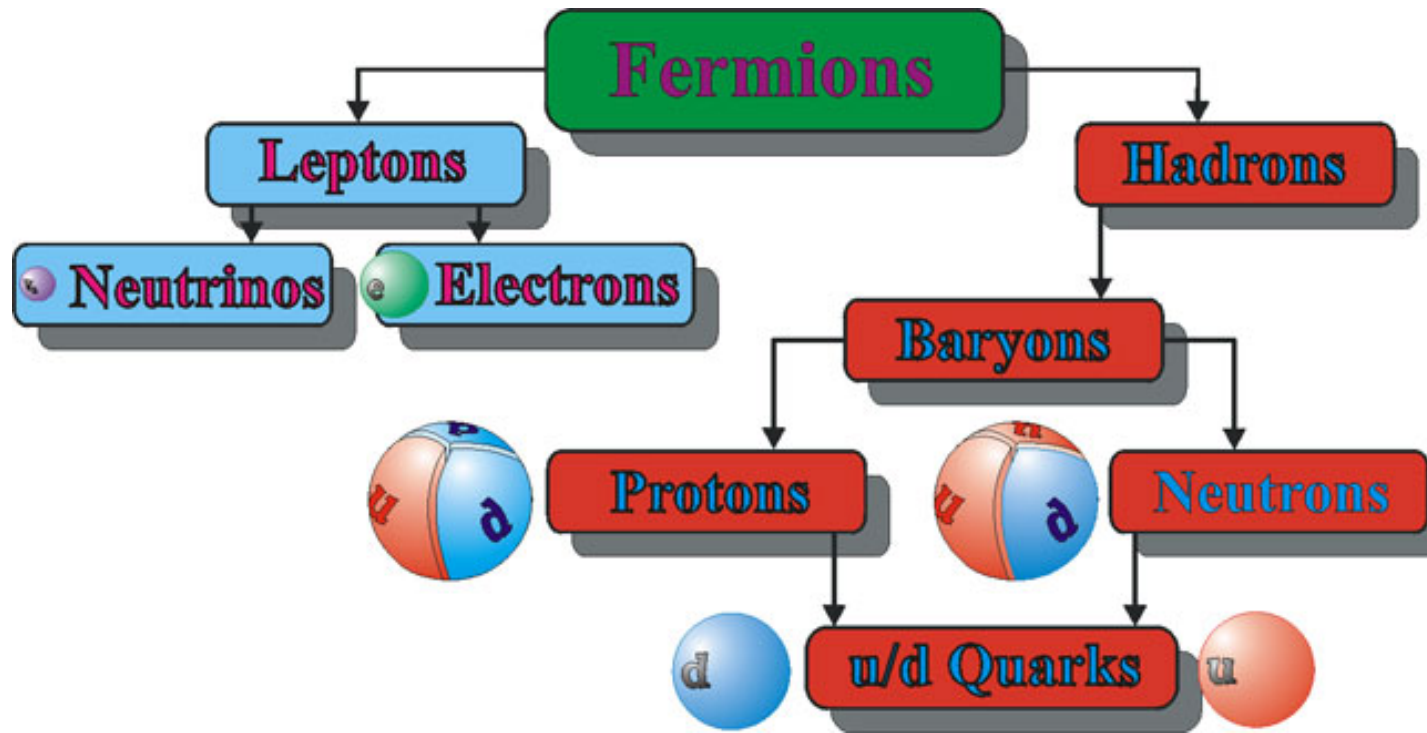 Fermions
Leptons
Hadrons
Neutrinos
e
Electrons
Baryons
d
u
d
Protons
u
u
d
Neutrons
d
u/d Quarks
u